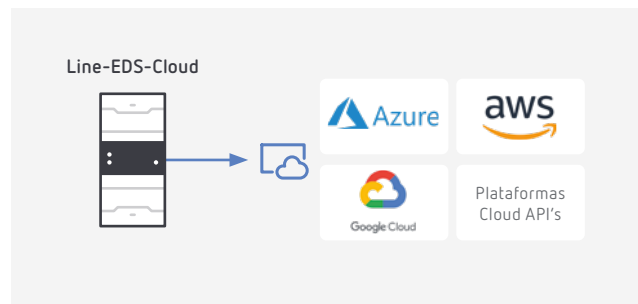 Line-EDS-Cloud
Azure
aws
Google Cloud
Plataformas
Cloud API's